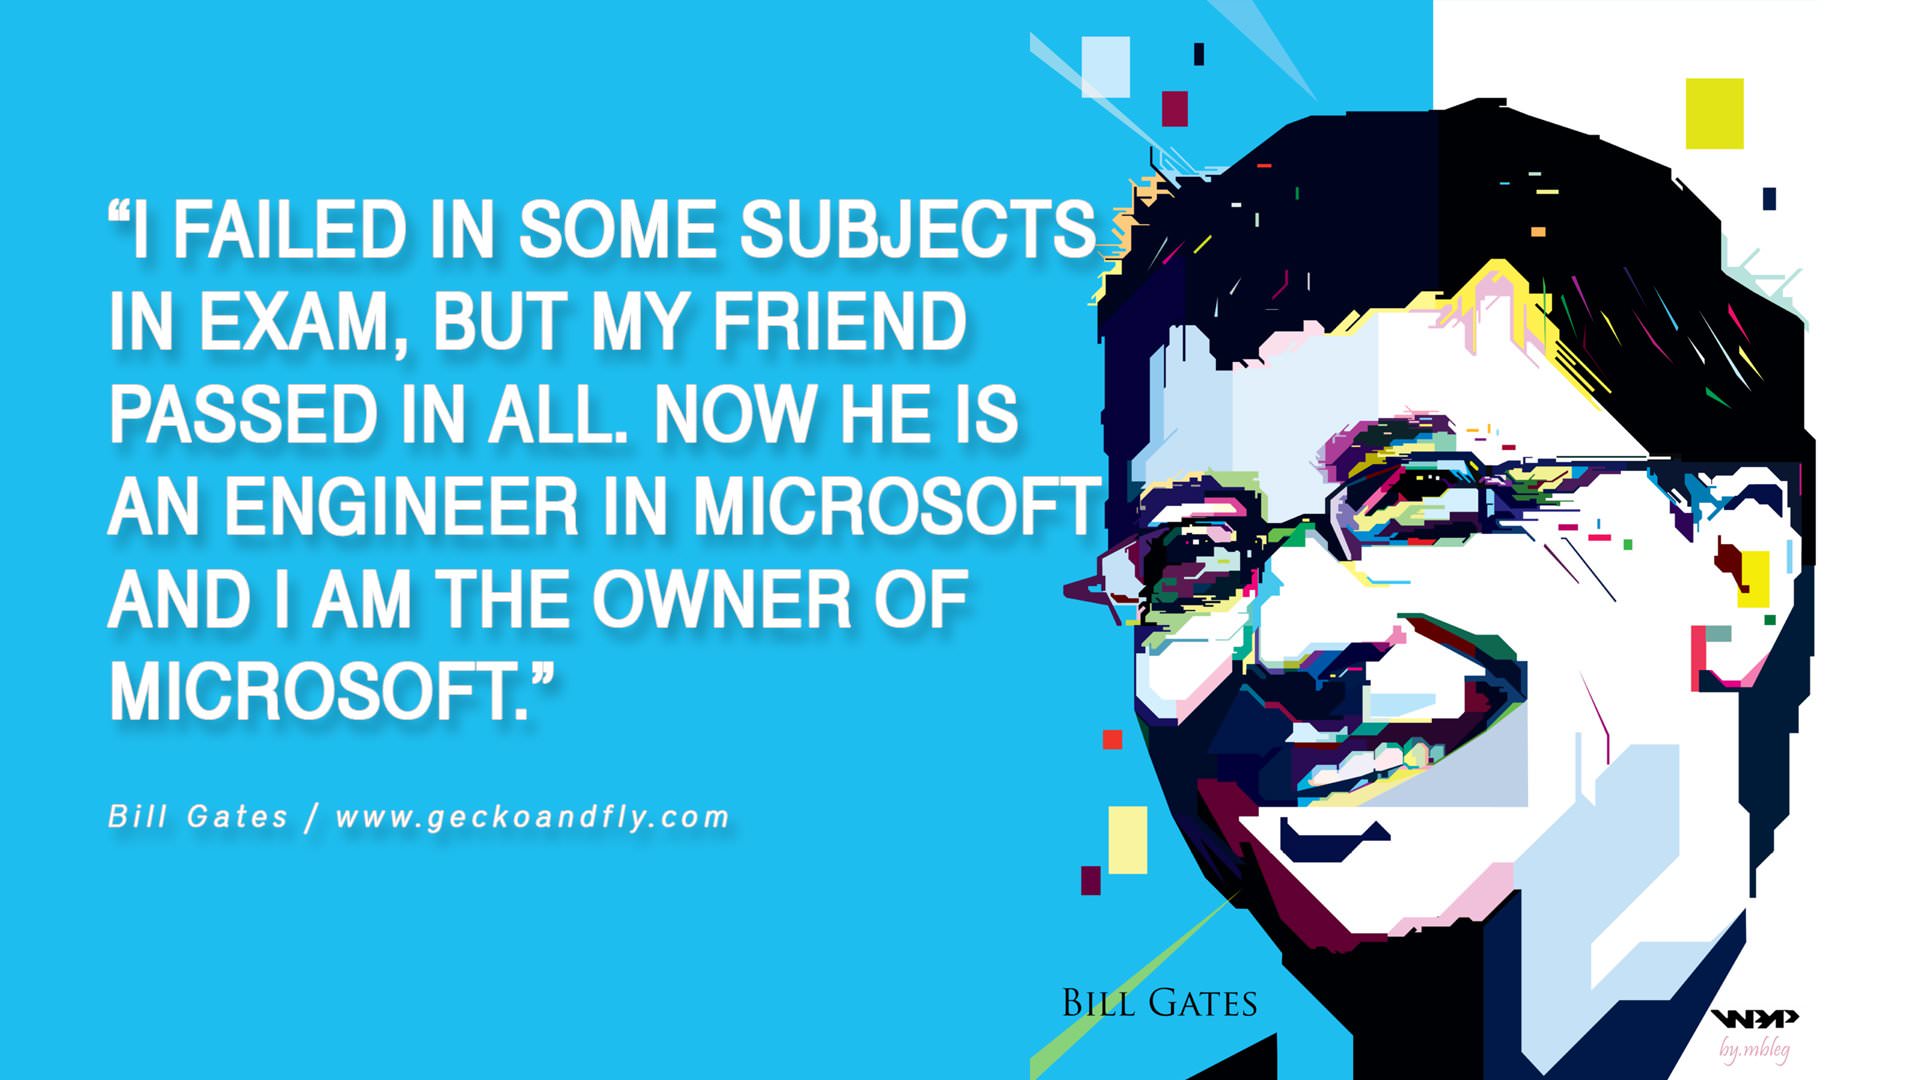 “I FAILED IN SOME SUBJECTS
IN EXAM, BUT MY FRIEND
PASSED IN ALL. NOW HE IS
AN ENGINEER IN MICROSOFT
AND I AM THE OWNER OF
MICROSOFT.”
Bill Gates / www.geckoandfly.com
BILL GATES
WPAP
by.mbleg